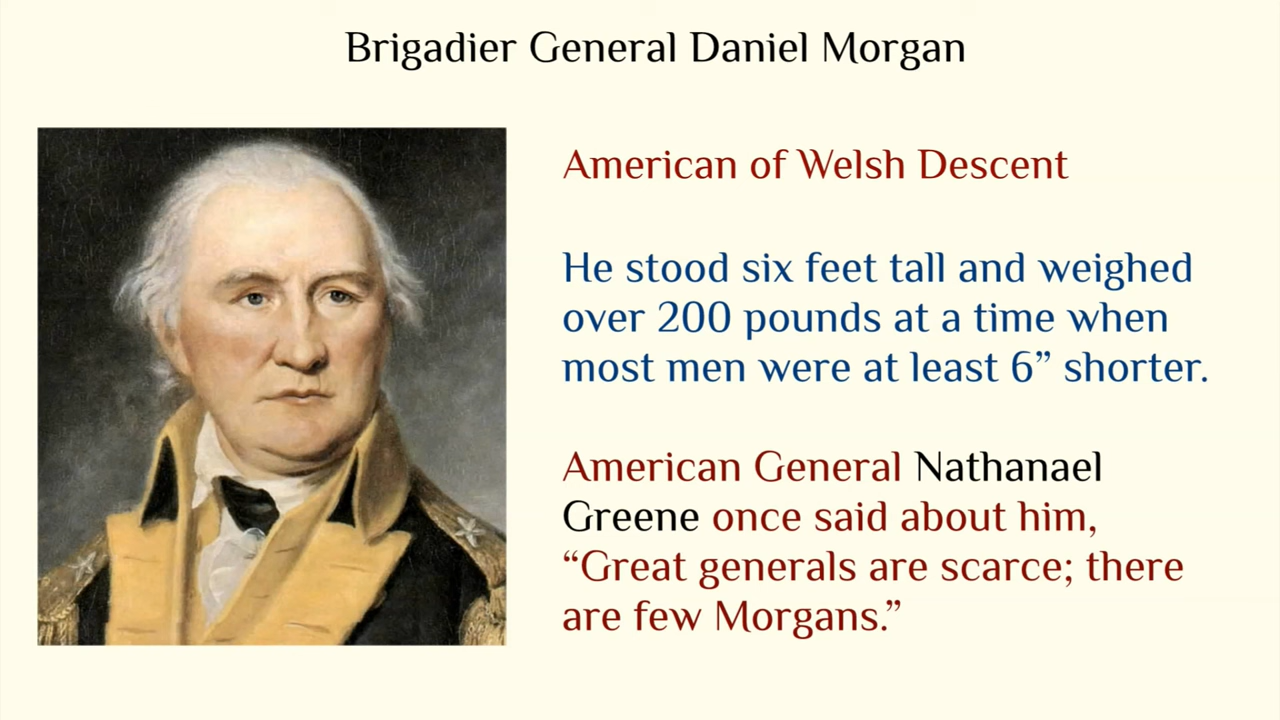 Brigadier General Daniel Morgan
American of Welsh Descent
He stood six feet tall and weighed
over 200 pounds at a time when
most men were at least 6” shorter.
American General Nathanael
Greene once said about him,
“Great generals are scarce; there
are few Morgans.”